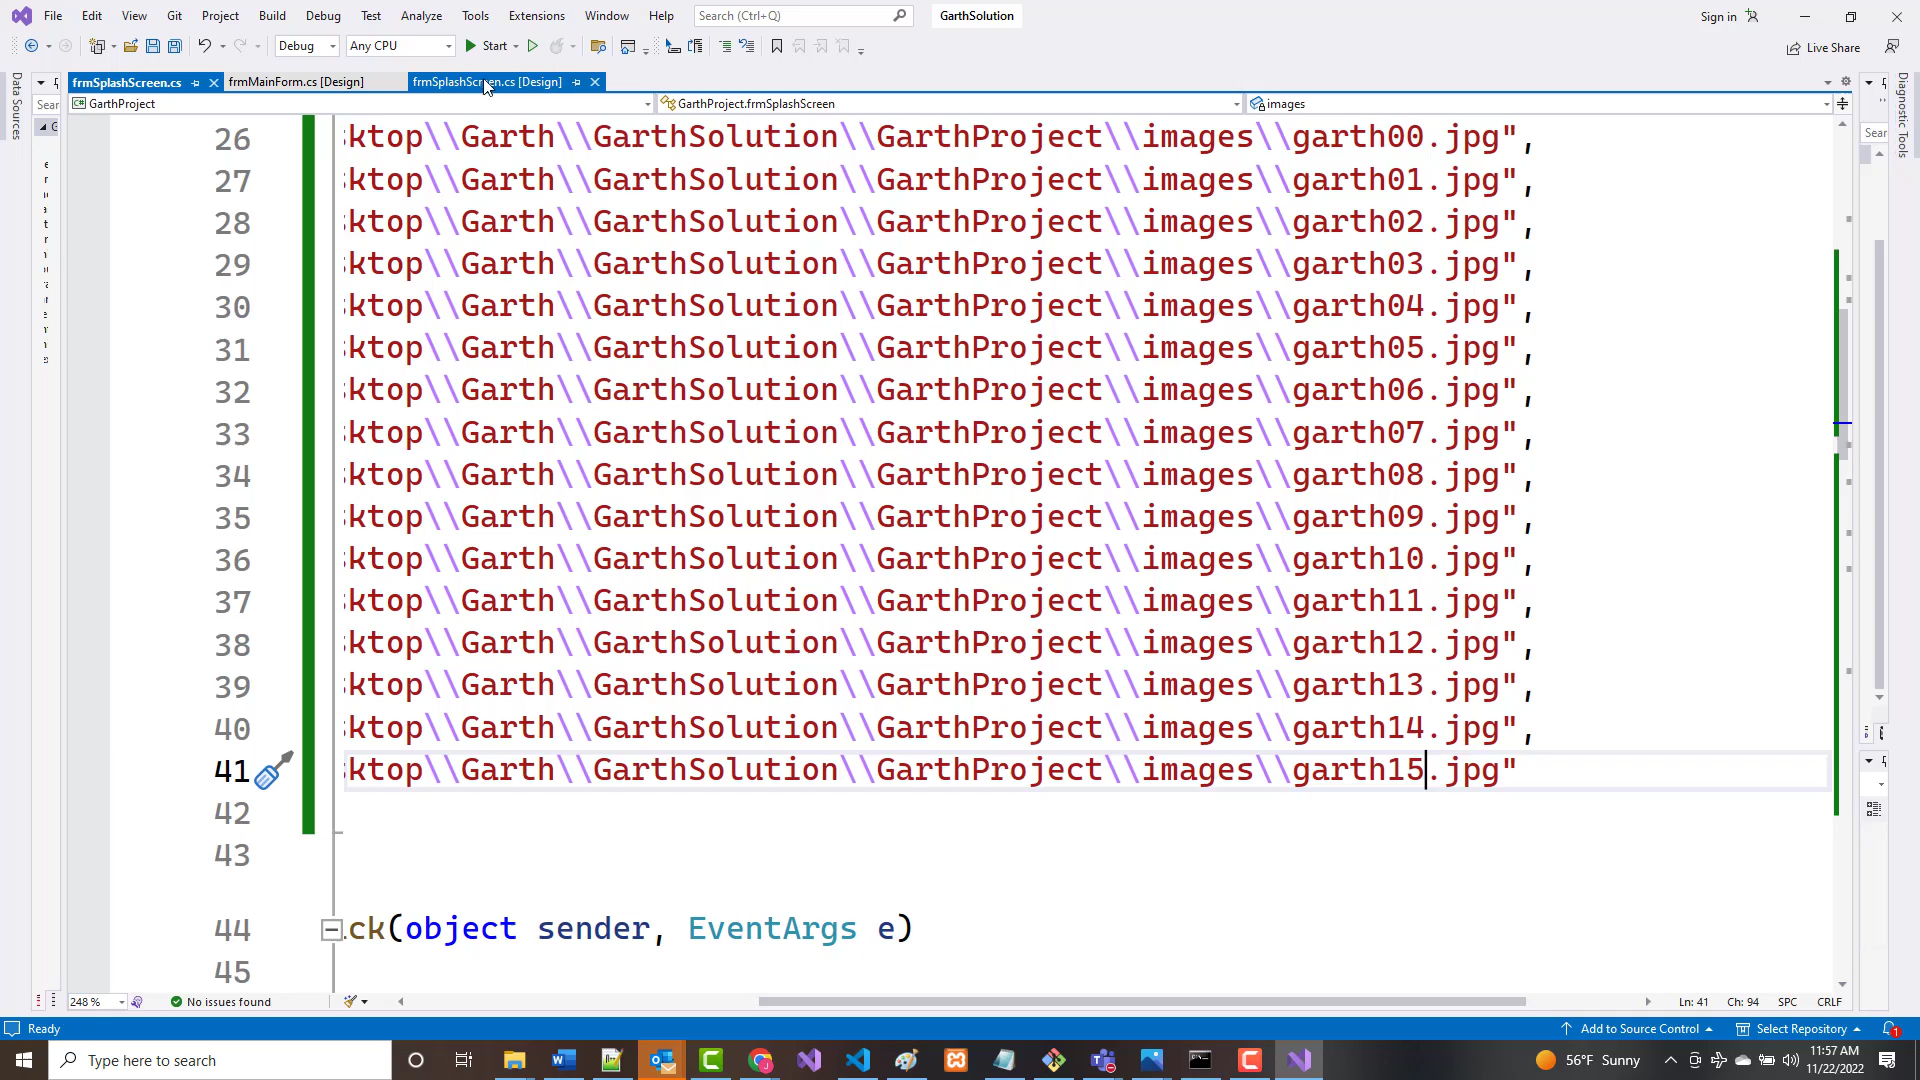 File Edit View Git Project Build Debug Test Analyze Tools Extensions Window Help Search (Ctrl+Q) GarthSolution Sign in
Debug Any CPU Start Live Share
frmSplashScreen.cs frmMainForm.cs [Design] frmSplashScreen.cs [Design]
GarthProject GarthProject.frmSplashScreen images
Data Sources
Diagnostic Tools
26 ktop\\Garth\\GarthSolution\\GarthProject\\images\\garth00.jpg",
27 ktop\\Garth\\GarthSolution\\GarthProject\\images\\garth01.jpg",
28 ktop\\Garth\\GarthSolution\\GarthProject\\images\\garth02.jpg",
29 ktop\\Garth\\GarthSolution\\GarthProject\\images\\garth03.jpg",
30 ktop\\Garth\\GarthSolution\\GarthProject\\images\\garth04.jpg",
31 ktop\\Garth\\GarthSolution\\GarthProject\\images\\garth05.jpg",
32 ktop\\Garth\\GarthSolution\\GarthProject\\images\\garth06.jpg",
33 ktop\\Garth\\GarthSolution\\GarthProject\\images\\garth07.jpg",
34 ktop\\Garth\\GarthSolution\\GarthProject\\images\\garth08.jpg",
35 ktop\\Garth\\GarthSolution\\GarthProject\\images\\garth09.jpg",
36 ktop\\Garth\\GarthSolution\\GarthProject\\images\\garth10.jpg",
37 ktop\\Garth\\GarthSolution\\GarthProject\\images\\garth11.jpg",
38 ktop\\Garth\\GarthSolution\\GarthProject\\images\\garth12.jpg",
39 ktop\\Garth\\GarthSolution\\GarthProject\\images\\garth13.jpg",
40 ktop\\Garth\\GarthSolution\\GarthProject\\images\\garth14.jpg",
41 ktop\\Garth\\GarthSolution\\GarthProject\\images\\garth15.jpg"
42
43
44 ck(object sender, EventArgs e)
45
248 % No issues found Ln: 41 Ch: 94 SPC CRLF
Ready Add to Source Control Select Repository 1
Type here to search 56°F Sunny 11:57 AM
11/22/2022